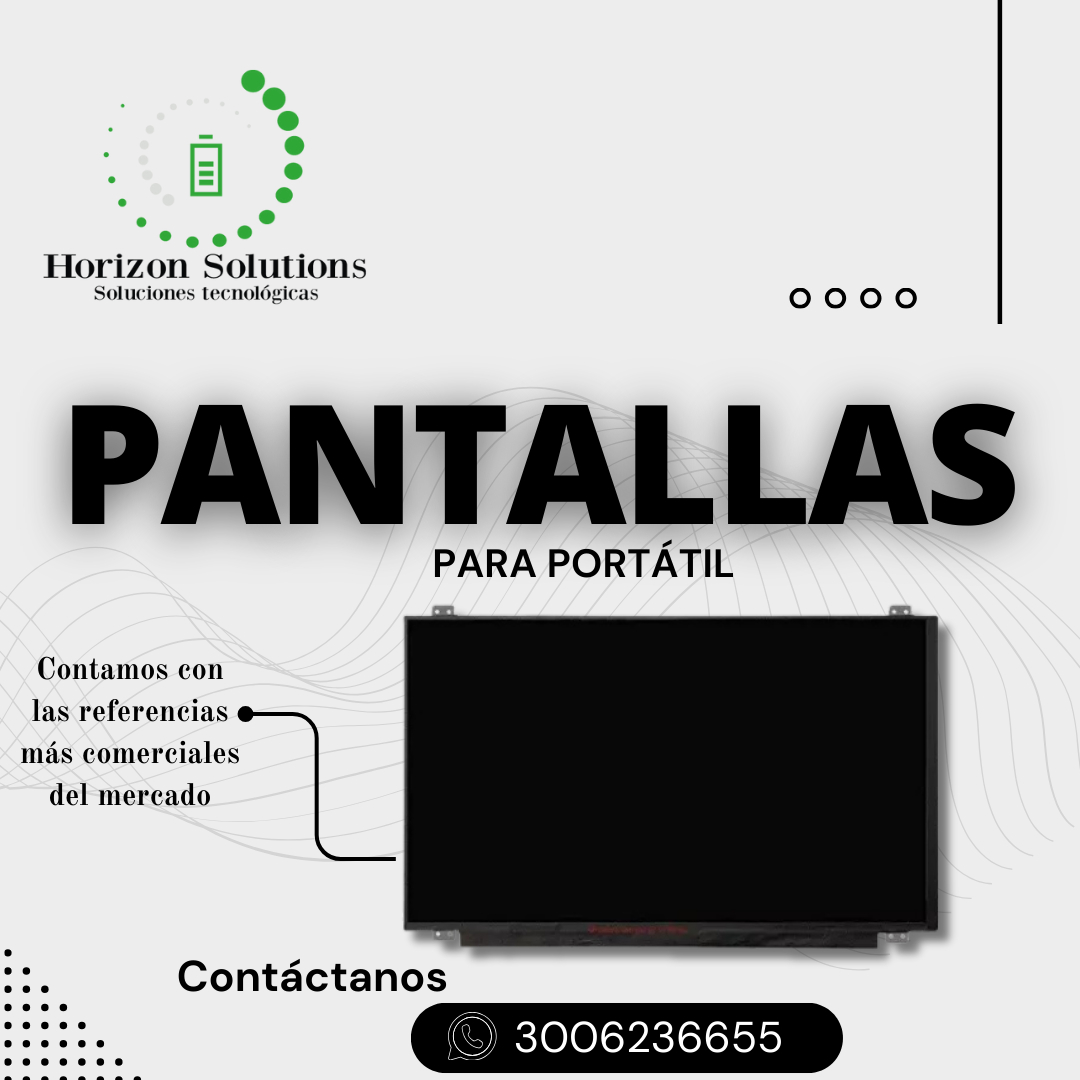 Horizon Solutions
Soluciones tecnológicas
PANTALLAS
PARA PORTÁTIL
Contamos con
las referencias
más comerciales
del mercado
Contáctanos
3006236655